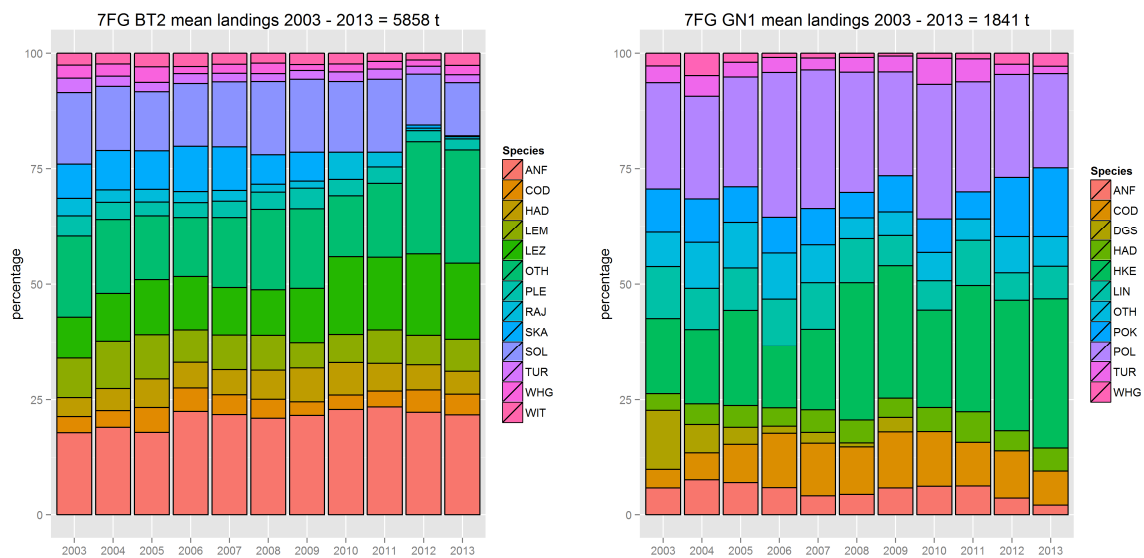 7FG BT2 mean landings 2003 - 2013 = 5858 t
percentage
100
75
50
25
0
2003 2004 2005 2006 2007 2008 2009 2010 2011 2012 2013
Species
ANF
COD
HAD
LEM
LEZ
OTH
PLE
RAJ
SKA
SOL
TUR
WHG
WIT
7FG GN1 mean landings 2003 - 2013 = 1841 t
percentage
100
75
50
25
0
2003 2004 2005 2006 2007 2008 2009 2010 2011 2012 2013
Species
ANF
COD
DGS
HAD
HKE
LIN
OTH
POK
POL
TUR
WHG